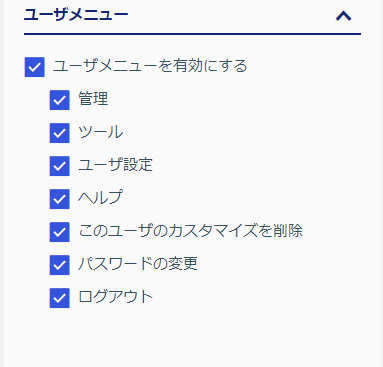 ユーザメニュー
ユーザメニューを有効にする
管理
ツール
ユーザ設定
ヘルプ
このユーザのカスタマイズを削除
パスワードの変更
ログアウト